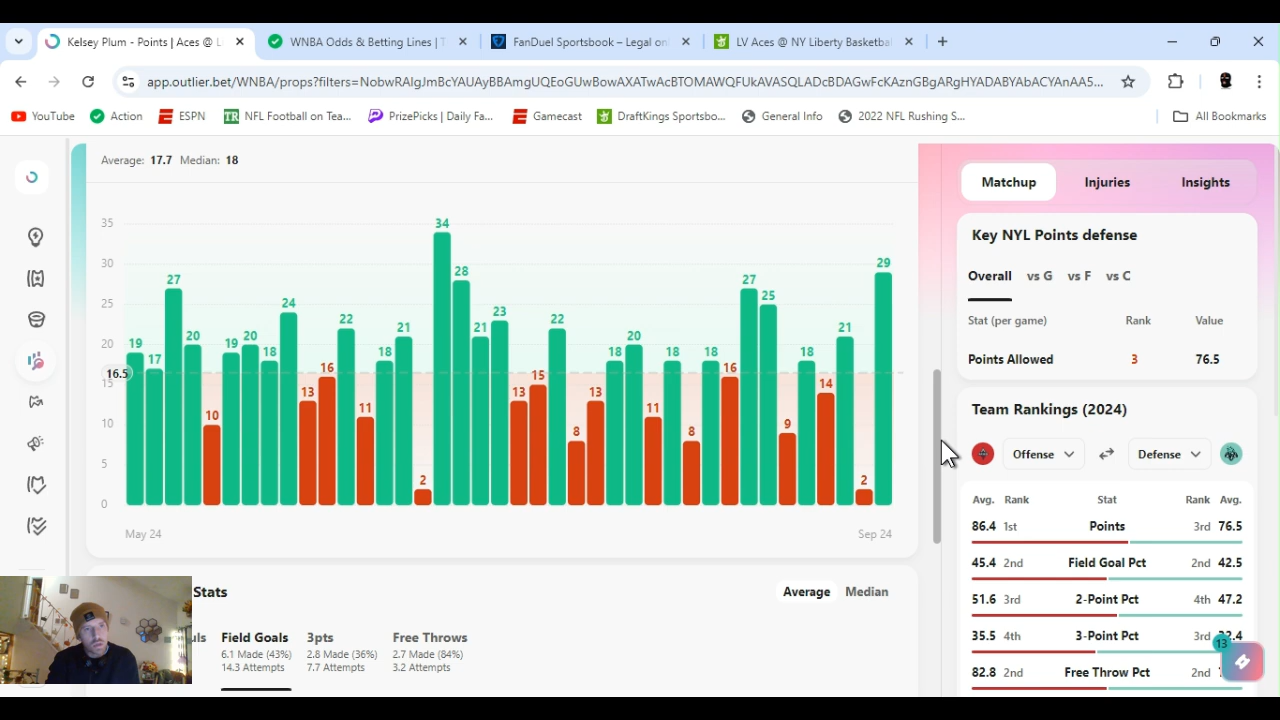 Kelsey Plum - Points | Aces @ L
WNBA Odds & Betting Lines | T
FanDuel Sportsbook – Legal onl
LV Aces @ NY Liberty Basketbal
app.outlier.bet/WNBA/props?filters=NobwRAlgJmBcYAUAyBBAmgUQEoGUwBowAXATwAcBTOMAWQFUkAVASQLADcBDAGwFcKAznGBgARgHYADABYAbACYAnAA5...
YouTube
Action
ESPN
NFL Football on Tea...
PrizePicks | Daily Fa...
Gamecast
DraftKings Sportsbo...
General Info
2022 NFL Rushing S...
All Bookmarks
Average: 17.7 Median: 18
35
30
25
20
15
10
5
0
16.5
19
17
27
20
10
19
20
18
24
13
16
22
11
18
21
2
34
28
21
23
13
15
22
8
13
18
20
11
18
8
18
16
27
25
9
18
14
21
2
29
May 24
Sep 24
Stats
Average
Median
uls
Field Goals
6.1 Made (43%)
14.3 Attempts
3pts
2.8 Made (36%)
7.7 Attempts
Free Throws
2.7 Made (84%)
3.2 Attempts
Matchup
Injuries
Insights
Key NYL Points defense
Overall vs G vs F vs C
Stat (per game) Rank Value
Points Allowed 3 76.5
Team Rankings (2024)
Offense
Defense
Avg. Rank Stat Rank Avg.
86.4 1st Points 3rd 76.5
45.4 2nd Field Goal Pct 2nd 42.5
51.6 3rd 2-Point Pct 4th 47.2
35.5 4th 3-Point Pct 3rd
13
82.8 2nd Free Throw Pct 2nd